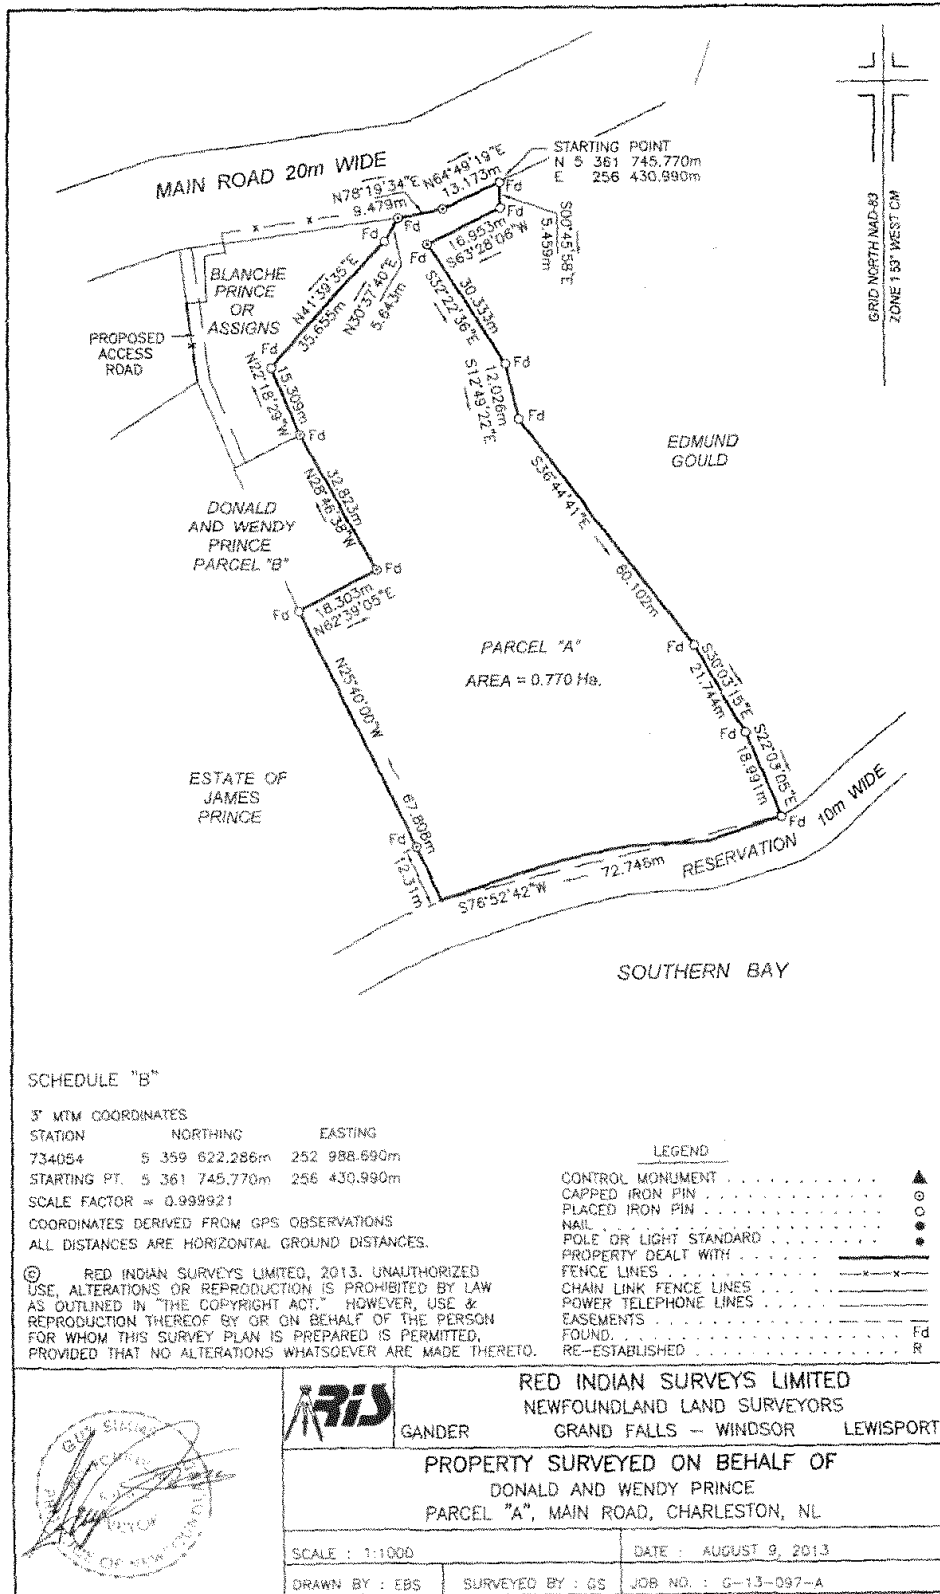 MAIN ROAD 20m WIDE
STARTING POINT
N 5 361 745.770m
E 256 430.990m
N64°49'19"E
13.173m
N78°19'34"E
9.479m
Fd
Fd
Fd
Fd
16.953m
S63°28'06"W
S00°45'58"E
5.459m
GRID NORTH NAD-83
ZONE 1 53° WEST CM
BLANCHE
PRINCE
OR
ASSIGNS
N41°39'35"E
35.655m
N30°37'40"E
5.643m
S32°22'36"E
30.333m
PROPOSED
ACCESS
ROAD
Fd
15.309m
N22°18'29"W
Fd
Fd
12.026m
S12°49'22"E
Fd
EDMUND
GOULD
S36°44'41"E
60.102m
32.823m
N28°46'38"W
DONALD
AND WENDY
PRINCE
PARCEL "B"
Fd
Fd
18.303m
N62°39'05"E
PARCEL "A"
AREA = 0.770 Ha.
Fd
S30°03'15"E
21.744m
N25°40'00"W
67.808m
Fd
S22°03'05"E
18.991m
Fd
ESTATE OF
JAMES
PRINCE
Fd
12.31m
S76°52'42"W
72.746m
RESERVATION 10m WIDE
SOUTHERN BAY
SCHEDULE "B"
3° MTM COORDINATES
STATION NORTHING EASTING
734054 5 359 622.286m 252 988.690m
STARTING PT. 5 361 745.770m 256 430.990m
SCALE FACTOR = 0.999921
COORDINATES DERIVED FROM GPS OBSERVATIONS
ALL DISTANCES ARE HORIZONTAL GROUND DISTANCES.
© RED INDIAN SURVEYS LIMITED, 2013. UNAUTHORIZED
USE, ALTERATIONS OR REPRODUCTION IS PROHIBITED BY LAW
AS OUTLINED IN "THE COPYRIGHT ACT." HOWEVER, USE &
REPRODUCTION THEREOF BY OR ON BEHALF OF THE PERSON
FOR WHOM THIS SURVEY PLAN IS PREPARED IS PERMITTED,
PROVIDED THAT NO ALTERATIONS WHATSOEVER ARE MADE THERETO.
LEGEND
CONTROL MONUMENT
CAPPED IRON PIN
PLACED IRON PIN
NAIL
POLE OR LIGHT STANDARD
PROPERTY DEALT WITH
FENCE LINES
CHAIN LINK FENCE LINES
POWER TELEPHONE LINES
EASEMENTS
FOUND Fd
RE-ESTABLISHED R
RiS
RED INDIAN SURVEYS LIMITED
NEWFOUNDLAND LAND SURVEYORS
GANDER GRAND FALLS - WINDSOR LEWISPORT
PROPERTY SURVEYED ON BEHALF OF
DONALD AND WENDY PRINCE
PARCEL "A", MAIN ROAD, CHARLESTON, NL
SCALE : 1:1000
DATE : AUGUST 9, 2013
DRAWN BY : EBS
SURVEYED BY : GS
JOB NO. : G-13-097-A